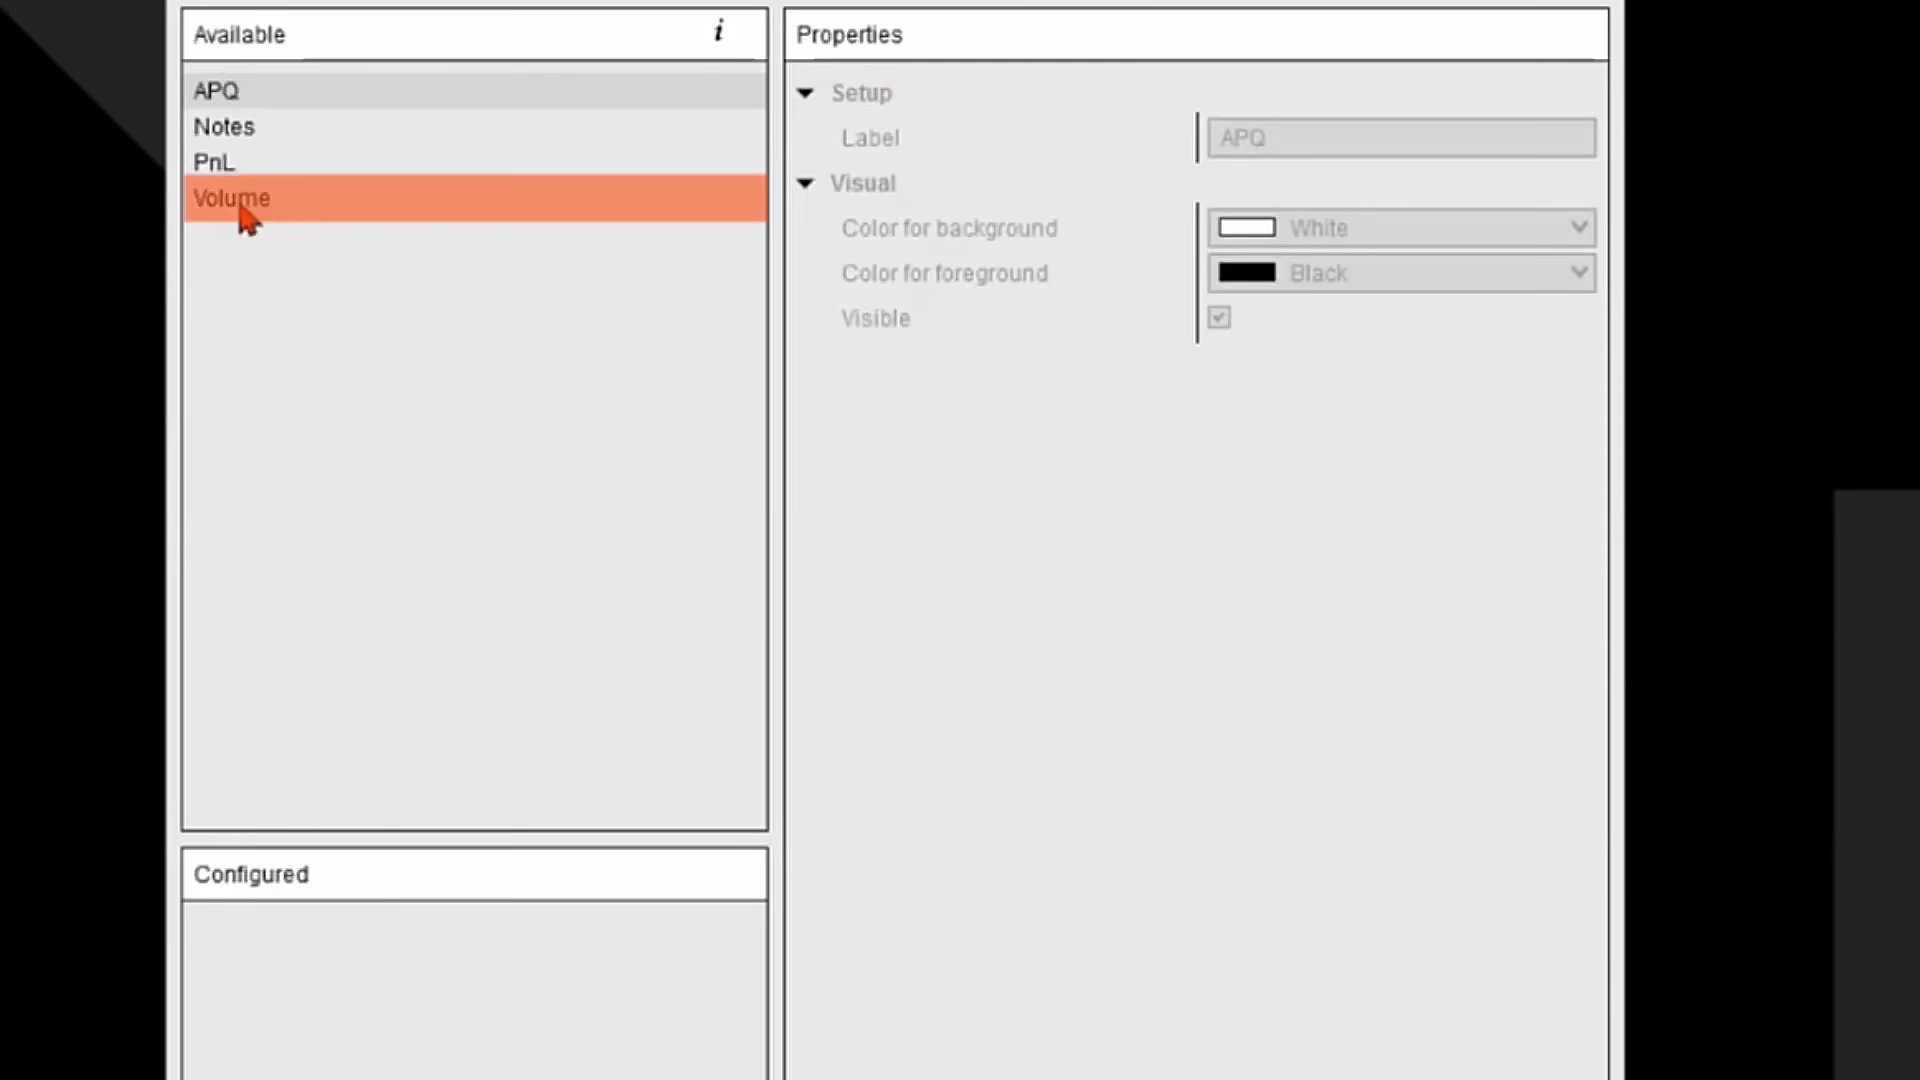 Available i
APQ
Notes
PnL
Volume
Configured
Properties
Setup
Label APQ
Visual
Color for background White
Color for foreground Black
Visible